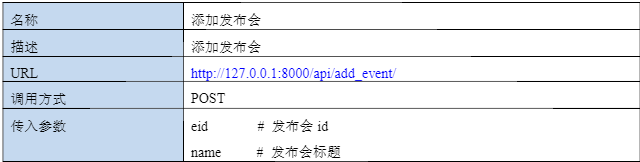 名称 添加发布会
描述 添加发布会
URL http://127.0.0.1:8000/api/add_event/
调用方式 POST
传入参数 eid # 发布会 id
name # 发布会标题